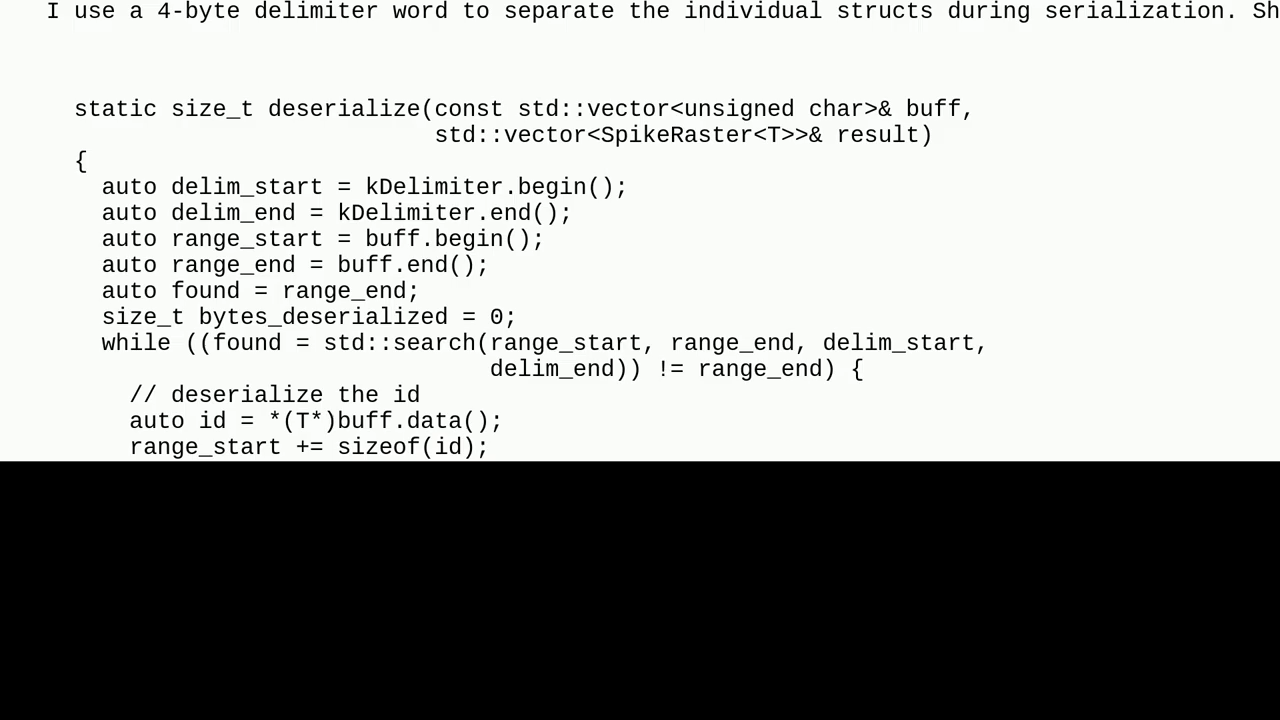 I use a 4-byte delimiter word to separate the individual structs during serialization. Sh
static size_t deserialize(const std::vector<unsigned char>& buff,
std::vector<SpikeRaster<T>>& result)
{
auto delim_start = kDelimiter.begin();
auto delim_end = kDelimiter.end();
auto range_start = buff.begin();
auto range_end = buff.end();
auto found = range_end;
size_t bytes_deserialized = 0;
while ((found = std::search(range_start, range_end, delim_start,
delim_end)) != range_end) {
// deserialize the id
auto id = *(T*)buff.data();
range_start += sizeof(id);